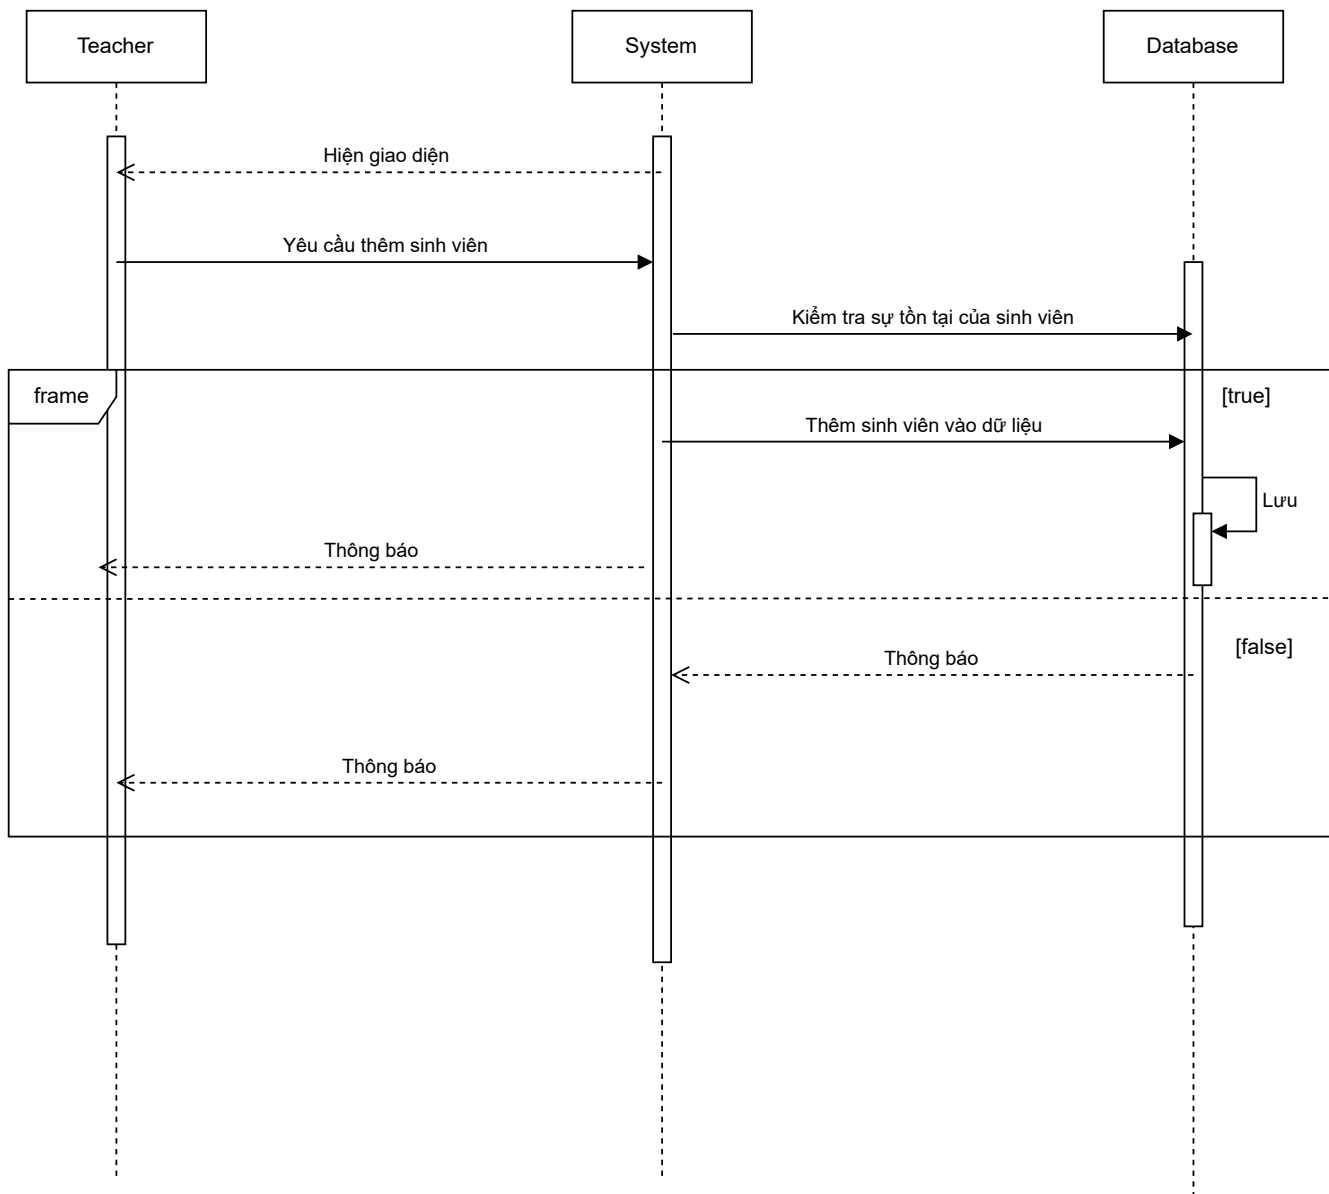 Teacher
System
Database
Hiện giao diện
Yêu cầu thêm sinh viên
Kiểm tra sự tồn tại của sinh viên
frame
[true]
Thêm sinh viên vào dữ liệu
Lưu
Thông báo
[false]
Thông báo
Thông báo